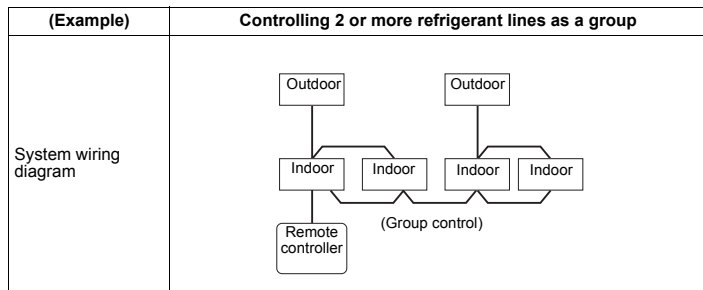 (Example)
Controlling 2 or more refrigerant lines as a group
System wiring
diagram
Outdoor
Outdoor
Indoor
Indoor
Indoor
Indoor
(Group control)
Remote
controller